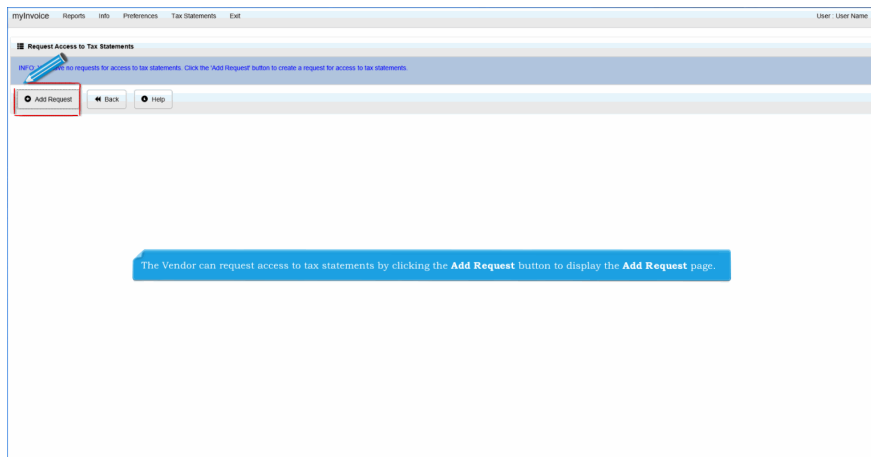 myInvoice Reports Info Preferences Tax Statements Exit User : User Name
Request Access to Tax Statements
INFO: no requests for access to tax statements. Click the 'Add Request' button to create a request for access to tax statements.
Add Request Back Help
The Vendor can request access to tax statements by clicking the Add Request button to display the Add Request page.